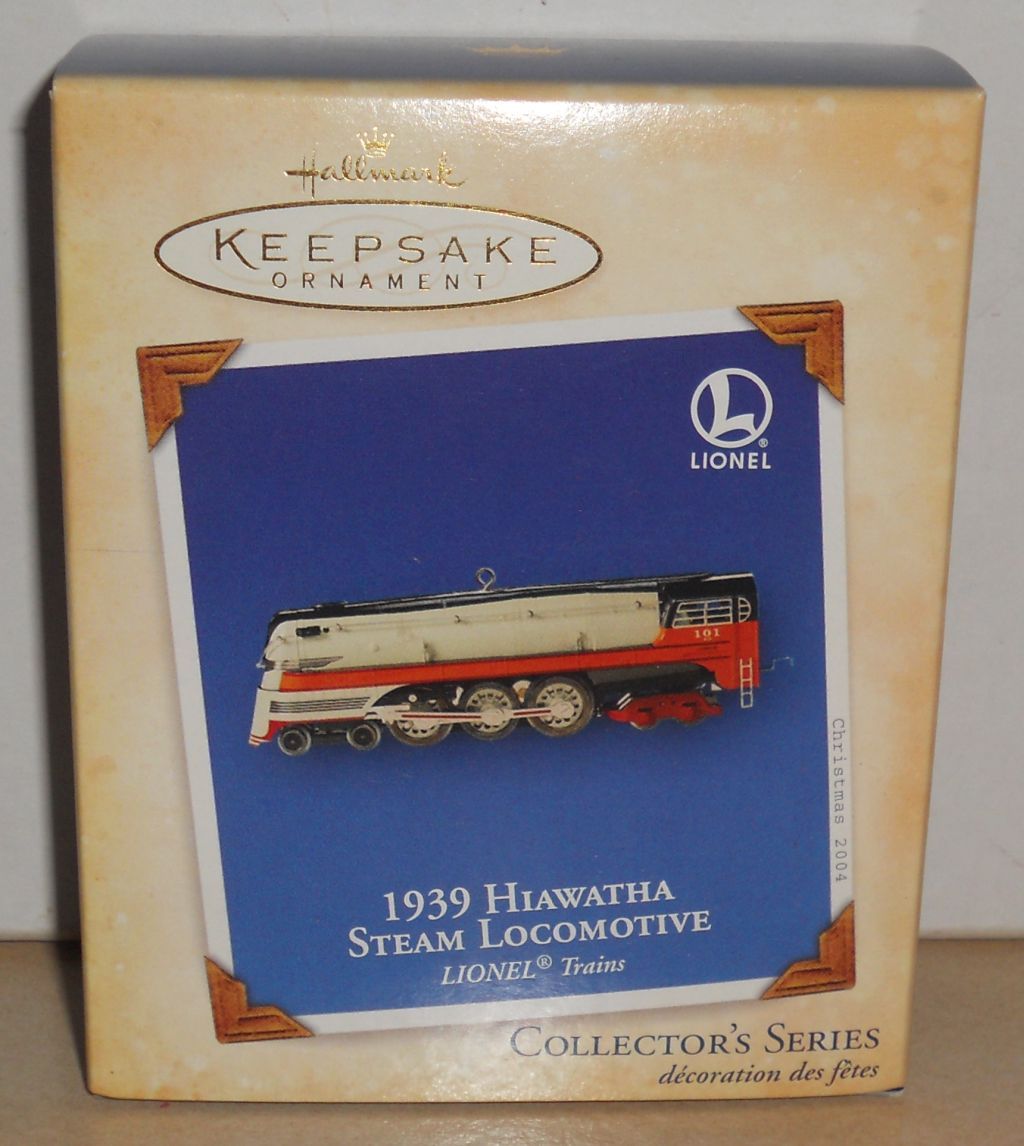 Hallmark
KEEPSAKE
ORNAMENT
L
®
LIONEL
101
Christmas 2004
1939 HIAWATHA
STEAM LOCOMOTIVE
LIONEL® Trains
COLLECTOR'S SERIES
décoration des fêtes